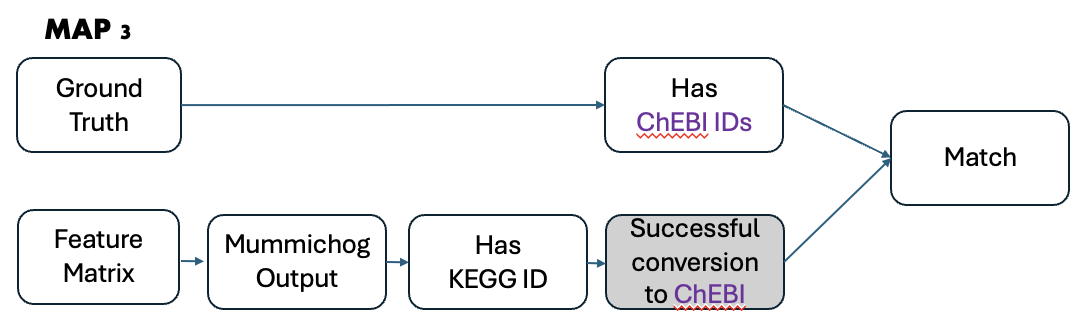 MAP 3
Ground
Truth
Has
ChEBI IDs
Match
Feature
Matrix
Mummichog
Output
Has
KEGG ID
Successful
conversion
to ChEBI